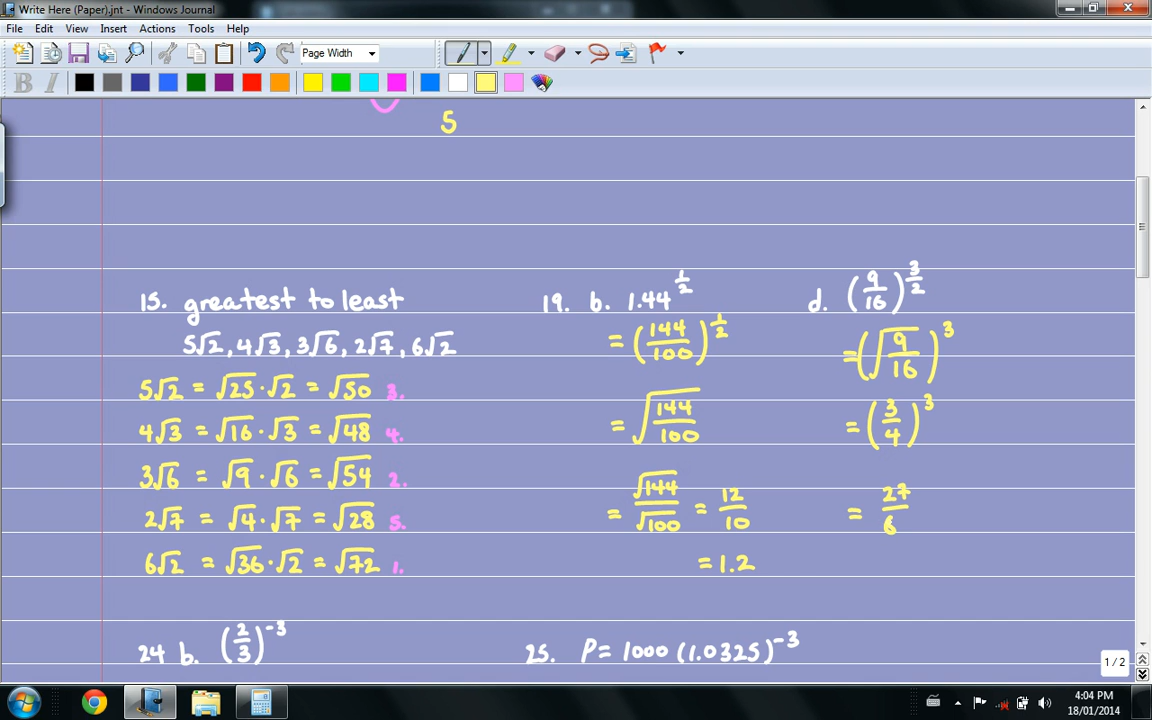 Write Here (Paper).jnt - Windows Journal
File Edit View Insert Actions Tools Help
Page Width
B I
5
15. greatest to least
5√2, 4√3, 3√6, 2√7, 6√2
5√2 = √25 · √2 = √50 3.
4√3 = √16 · √3 = √48 4.
3√6 = √9 · √6 = √54 2.
2√7 = √4 · √7 = √28 5.
6√2 = √36 · √2 = √72 1.
19. b. 1.44^(1/2)
= (144/100)^(1/2)
= √(144/100)
= √144/√100 = 12/10
= 1.2
d. (9/16)^(3/2)
= (√(9/16))^3
= (3/4)^3
= 27/6
24 b. (2/3)^-3
25. P = 1000 (1.0325)^-3
1 / 2
4:04 PM
18/01/2014